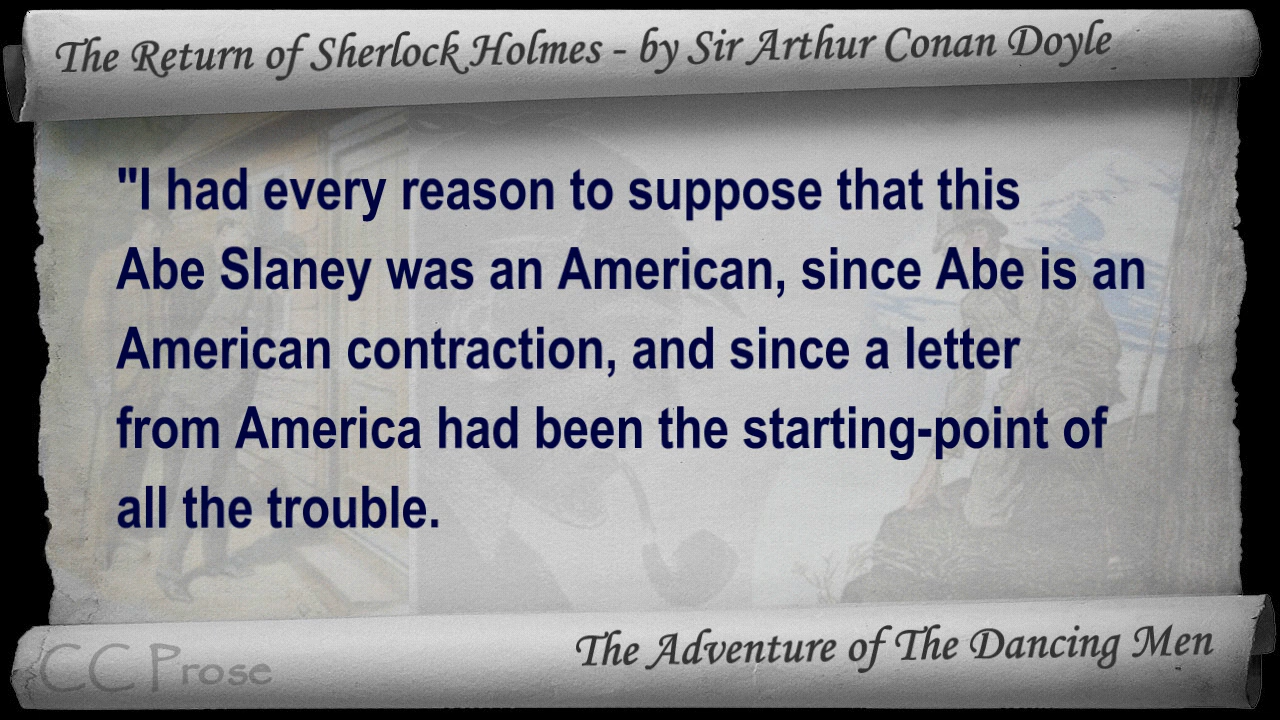 The Return of Sherlock Holmes - by Sir Arthur Conan Doyle
"I had every reason to suppose that this
Abe Slaney was an American, since Abe is an
American contraction, and since a letter
from America had been the starting-point of
all the trouble.
The Adventure of The Dancing Men
CC Prose